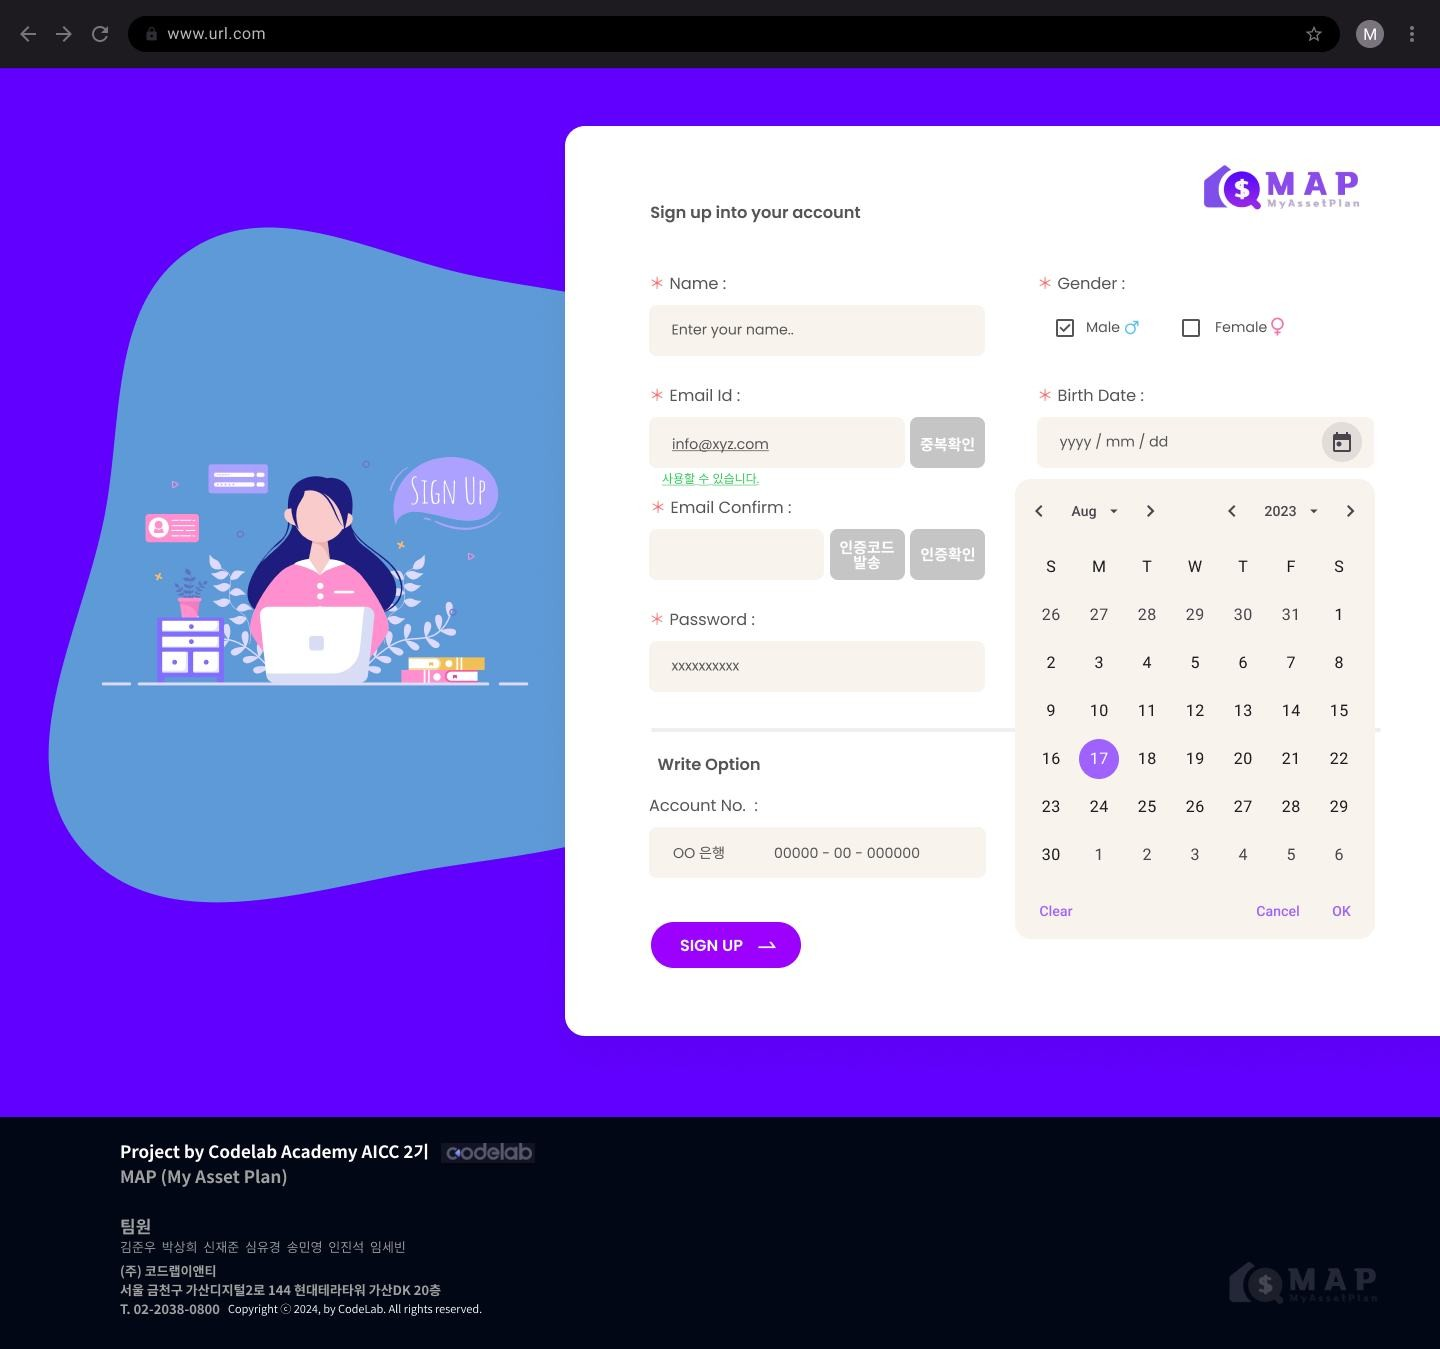 www.url.com
M
MAP
MyAssetPlan
Sign up into your account
* Name :
* Gender :
Enter your name..
Male ♂
Female ♀
* Email Id :
* Birth Date :
info@xyz.com
중복확인
yyyy / mm / dd
사용할 수 있습니다.
* Email Confirm :
인증코드
발송
인증확인
* Password :
xxxxxxxxxx
Aug
2023
S M T W T F S
26 27 28 29 30 31 1
2 3 4 5 6 7 8
9 10 11 12 13 14 15
16 17 18 19 20 21 22
23 24 25 26 27 28 29
30 1 2 3 4 5 6
Clear Cancel OK
Write Option
Account No. :
OO 은행 00000 - 00 - 000000
SIGN UP
SIGN UP
Project by Codelab Academy AICC 2기 codelab
MAP (My Asset Plan)
팀원
김준우 박상희 신재준 심유경 송민영 인진석 임세빈
(주) 코드랩이앤티
서울 금천구 가산디지털2로 144 현대테라타워 가산DK 20층
T. 02-2038-0800 Copyright ⓒ 2024, by CodeLab. All rights reserved.
MAP
MyAssetPlan